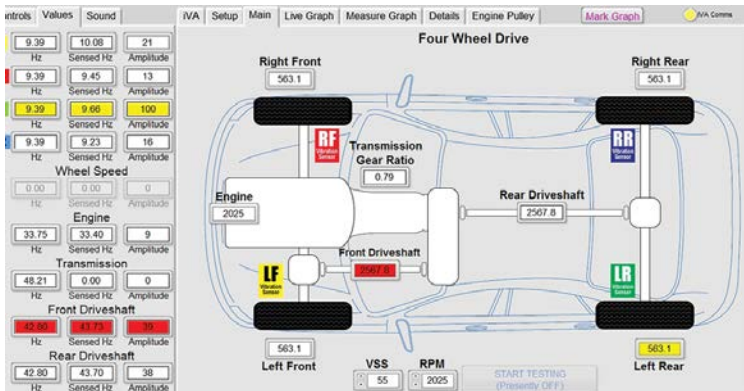 ontrols Values Sound
iVA Setup Main Live Graph Measure Graph Details Engine Pulley Mark Graph iVA Comms
9.39 10.08 21
Hz Sensed Hz Amplitude
9.39 9.45 13
Hz Sensed Hz Amplitude
9.39 9.66 100
Hz Sensed Hz Amplitude
9.39 9.23 16
Hz Sensed Hz Amplitude
Wheel Speed
0.00 0.00 0
Hz Sensed Hz Amplitude
Engine
33.75 33.40 9
Hz Sensed Hz Amplitude
Transmission
48.21 0.00 0
Hz Sensed Hz Amplitude
Front Driveshaft
42.80 43.73 39
Hz Sensed Hz Amplitude
Rear Driveshaft
42.80 43.70 38
Hz Sensed Hz Amplitude
Four Wheel Drive
Right Front
563.1
Right Rear
563.1
RF
Vibration
Sensor
RR
Vibration
Sensor
Transmission
Gear Ratio
0.79
Engine
2025
Rear Driveshaft
2567.8
Front Driveshaft
2567.8
LF
Vibration
Sensor
LR
Vibration
Sensor
563.1
Left Front
563.1
Left Rear
VSS RPM
55 2025
START TESTING
(Presently OFF)